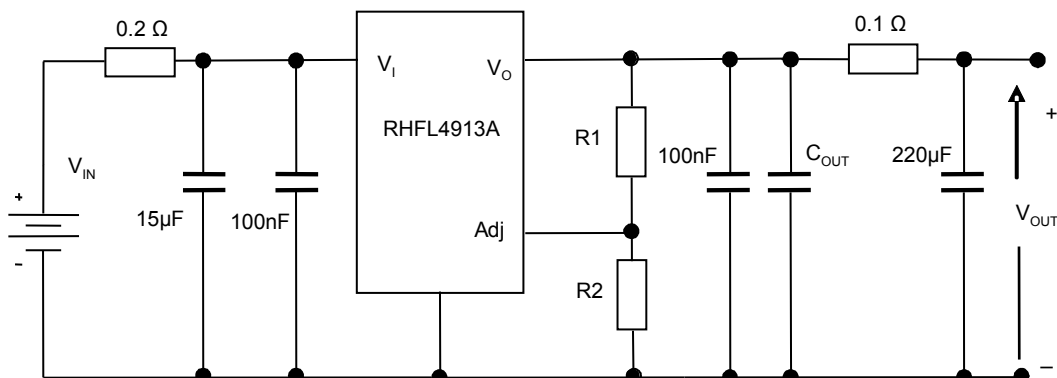 0.2 Ω
0.1 Ω
V_I
V_O
RHFL4913A
+
R1
V_IN
100nF
C_OUT
220µF
+
15µF
100nF
V_OUT
Adj
-
R2
–